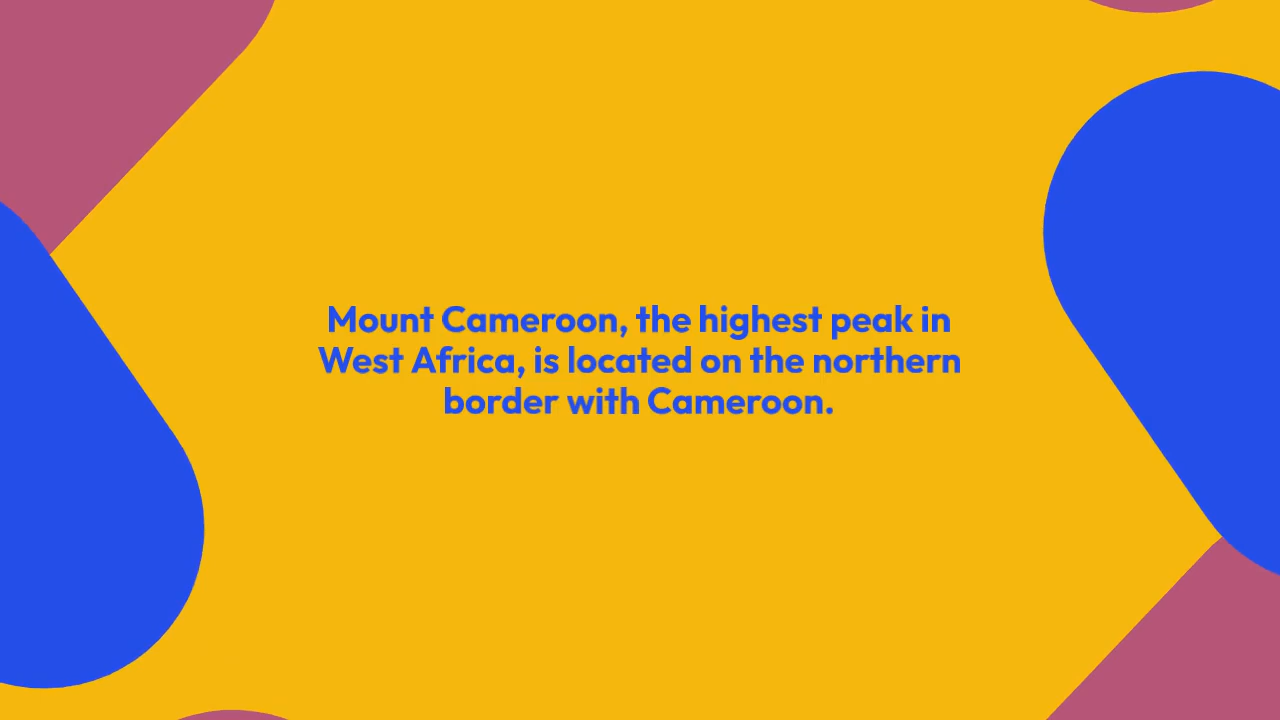 Mount Cameroon, the highest peak in
West Africa, is located on the northern
border with Cameroon.